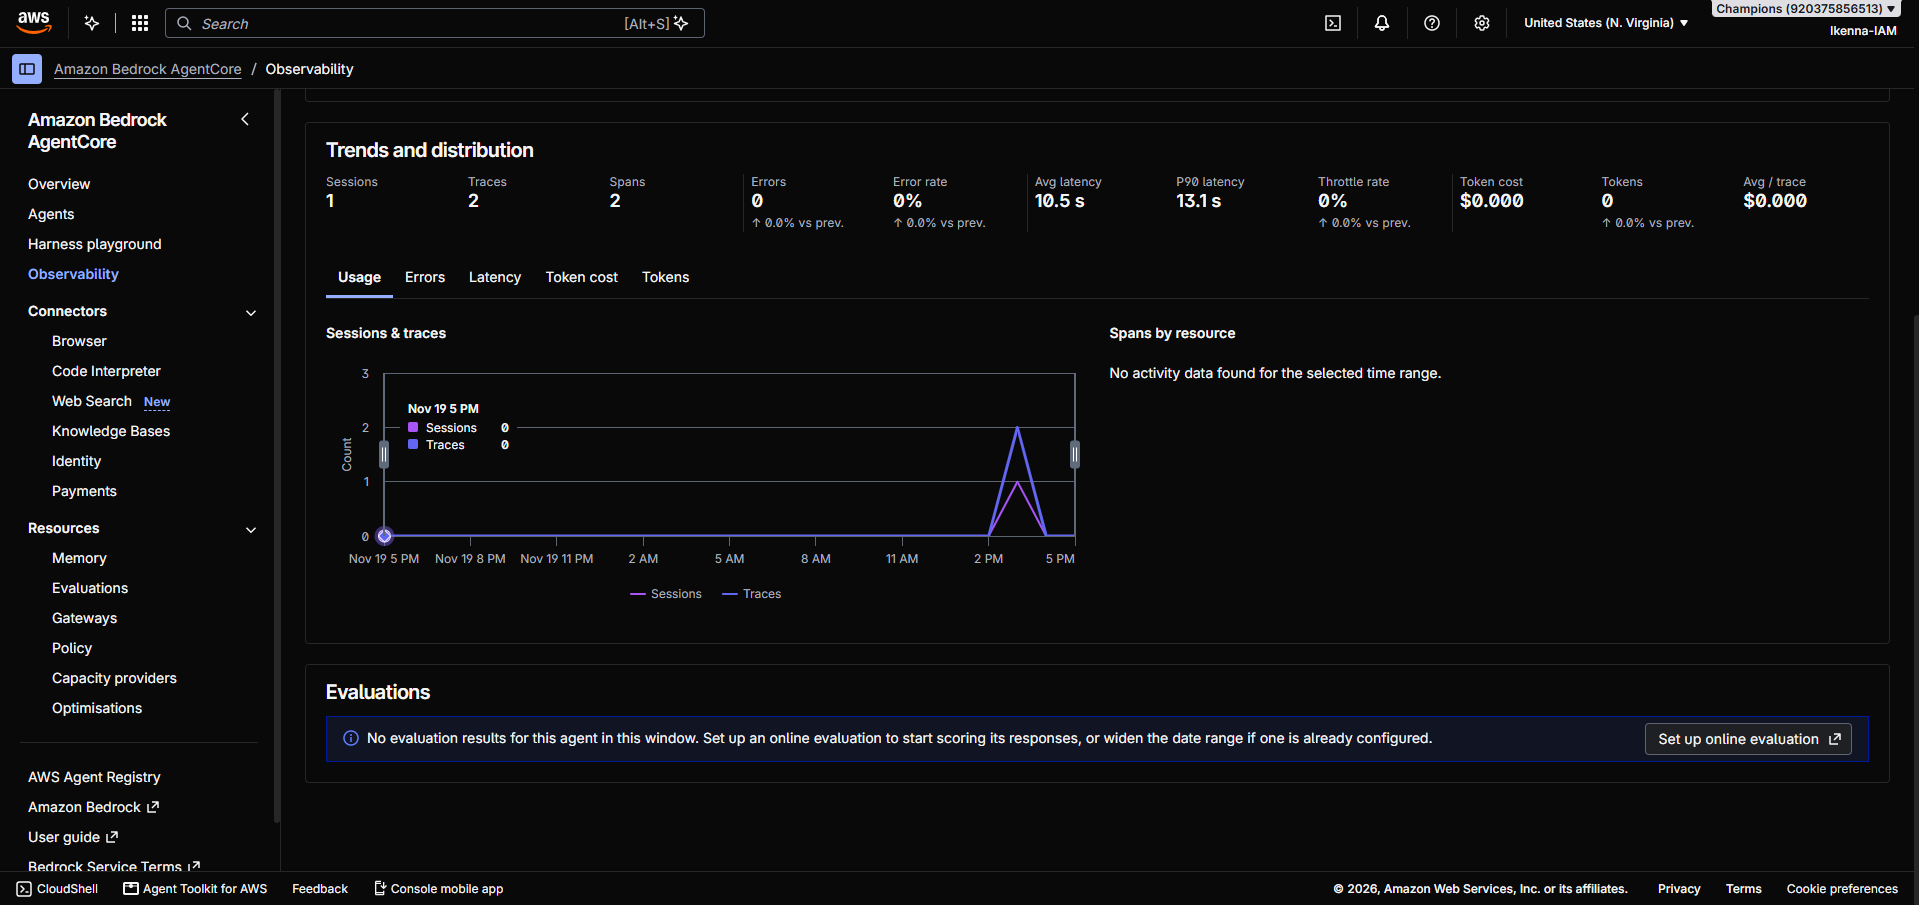 aws
Search
[Alt+S]
United States (N. Virginia)
Champions (920375856513)
Ikenna-IAM
Amazon Bedrock AgentCore / Observability
Amazon Bedrock
AgentCore
Overview
Agents
Harness playground
Observability
Connectors
Browser
Code Interpreter
Web Search New
Knowledge Bases
Identity
Payments
Resources
Memory
Evaluations
Gateways
Policy
Capacity providers
Optimisations
AWS Agent Registry
Amazon Bedrock
User guide
Bedrock Service Terms
Trends and distribution
Sessions
1
Traces
2
Spans
2
Errors
0
↑ 0.0% vs prev.
Error rate
0%
↑ 0.0% vs prev.
Avg latency
10.5 s
P90 latency
13.1 s
Throttle rate
0%
↑ 0.0% vs prev.
Token cost
$0.000
Tokens
0
↑ 0.0% vs prev.
Avg / trace
$0.000
Usage Errors Latency Token cost Tokens
Sessions & traces
3
2
1
0
Count
Nov 19 5 PM
Sessions 0
Traces 0
Nov 19 5 PM Nov 19 8 PM Nov 19 11 PM 2 AM 5 AM 8 AM 11 AM 2 PM 5 PM
Sessions Traces
Spans by resource
No activity data found for the selected time range.
Evaluations
No evaluation results for this agent in this window. Set up an online evaluation to start scoring its responses, or widen the date range if one is already configured.
Set up online evaluation
CloudShell Agent Toolkit for AWS Feedback Console mobile app
© 2026, Amazon Web Services, Inc. or its affiliates. Privacy Terms Cookie preferences